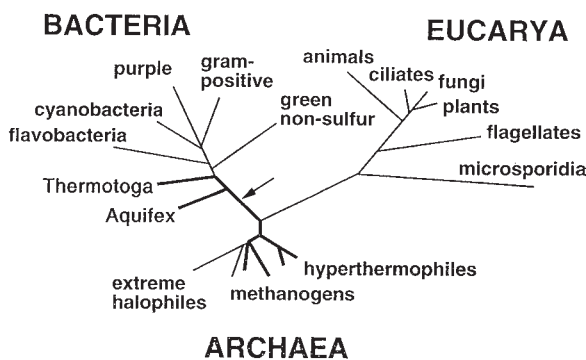 BACTERIA
EUCARYA
animals
purple
gram-
positive
ciliates
fungi
plants
green
non-sulfur
cyanobacteria
flavobacteria
flagellates
microsporidia
Thermotoga
Aquifex
hyperthermophiles
extreme
halophiles
methanogens
ARCHAEA